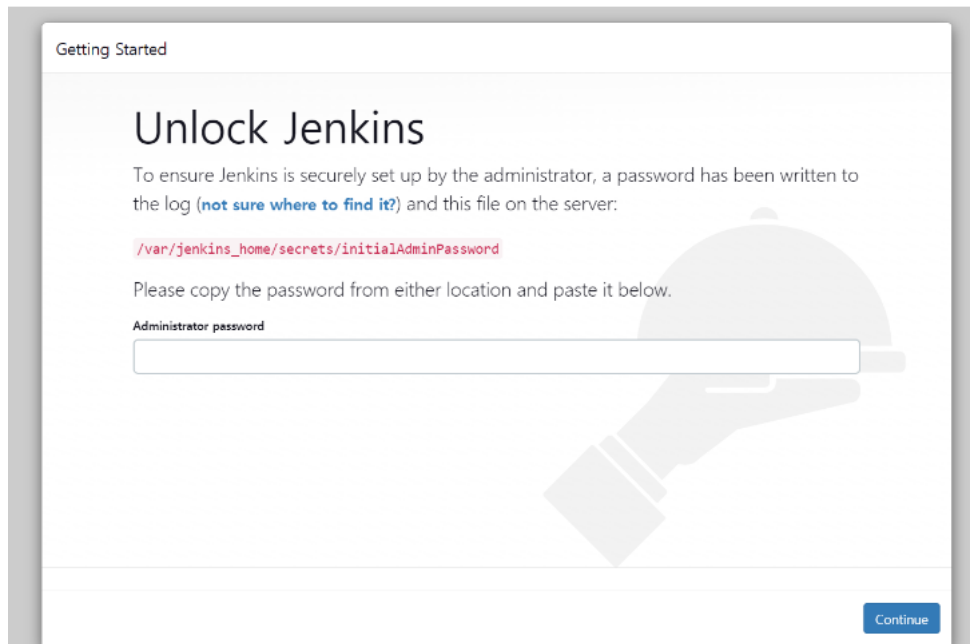 Getting Started
Unlock Jenkins
To ensure Jenkins is securely set up by the administrator, a password has been written to
the log (not sure where to find it?) and this file on the server:
/var/jenkins_home/secrets/initialAdminPassword
Please copy the password from either location and paste it below.
Administrator password
Continue